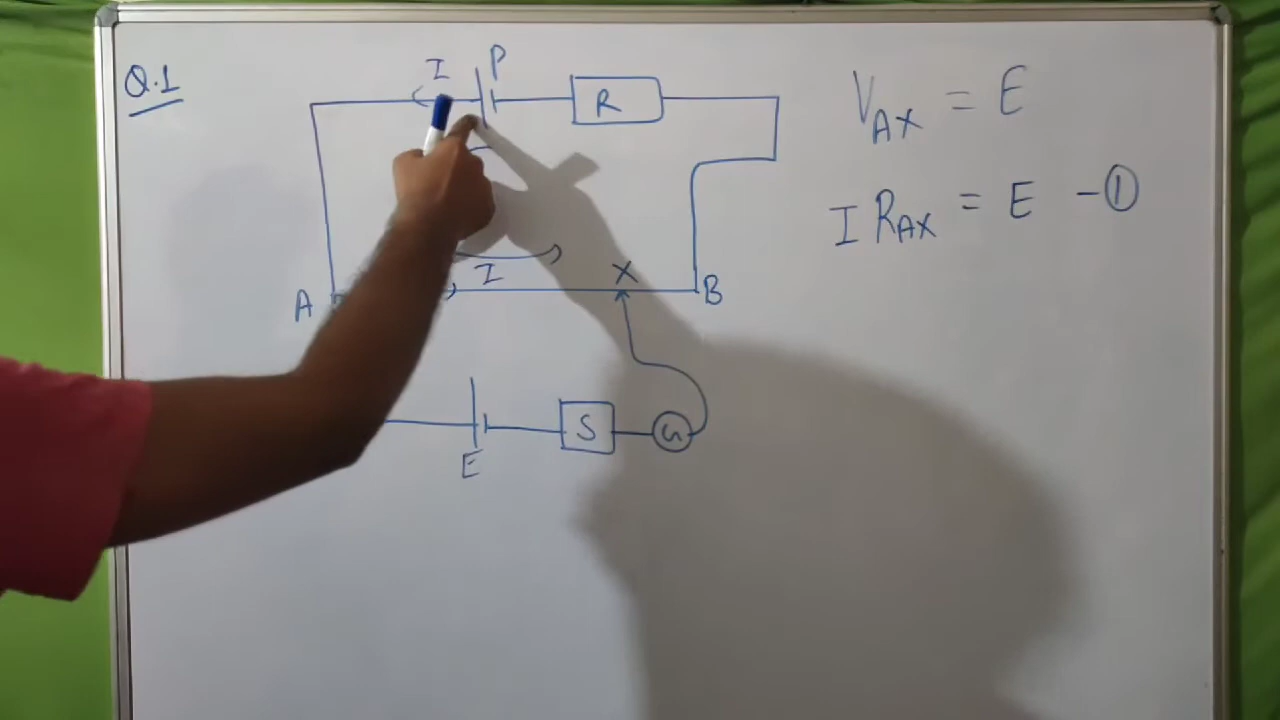 Q.1
I P
R
V_AX = E
I R_AX = E - ①
I X
A B
S G
E